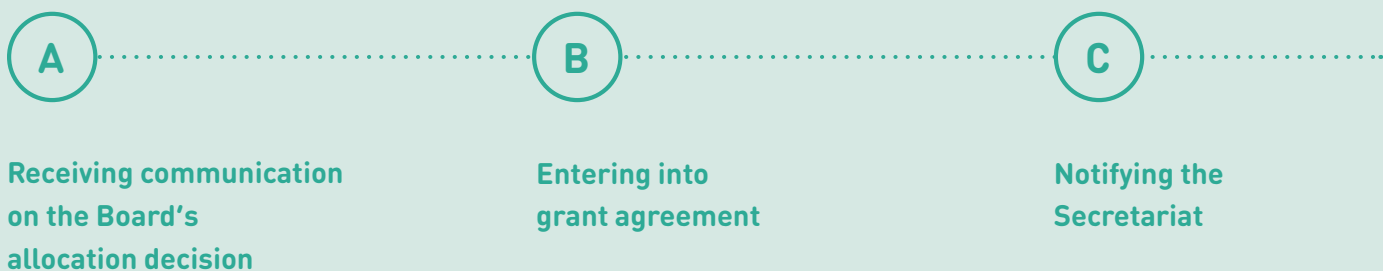 A
B
C
Receiving communication
on the Board's
allocation decision
Entering into
grant agreement
Notifying the
Secretariat